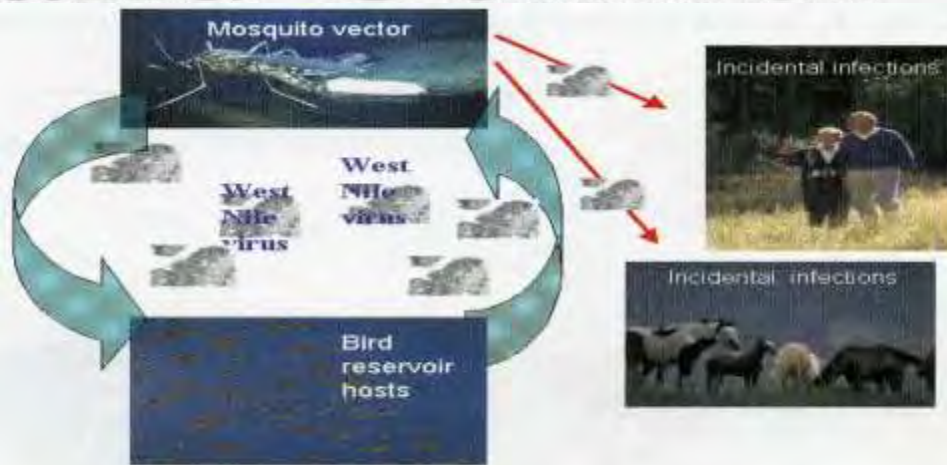 Mosquito vector
Incidental infections
West
Nile
virus
West
Nile
virus
Incidental infections
Bird
reservoir
hosts